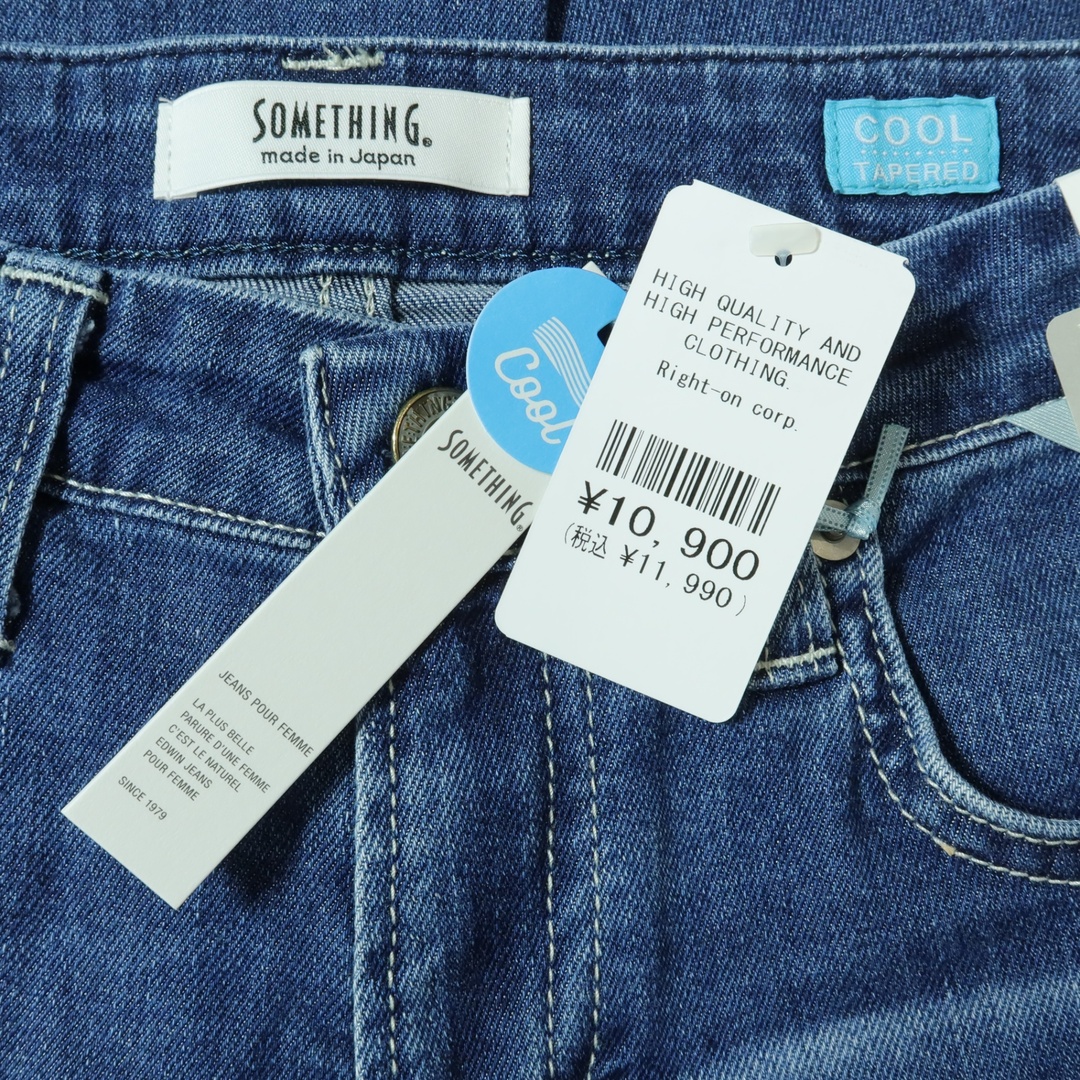 SOMETHING®
made in Japan
COOL
TAPERED
Cool
HIGH QUALITY AND
HIGH PERFORMANCE
CLOTHING.
Right-on corp.
¥10,900
(税込 ¥11,990)
SOMETHING®
JEANS POUR FEMME
LA PLUS BELLE
PARURE D'UNE FEMME
C'EST LE NATUREL
EDWIN JEANS
POUR FEMME
SINCE 1979